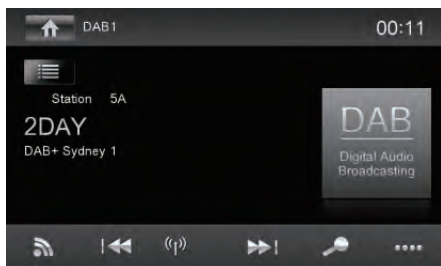 DAB1
00:11
Station 5A
2DAY
DAB+ Sydney 1
DAB
Digital Audio
Broadcasting